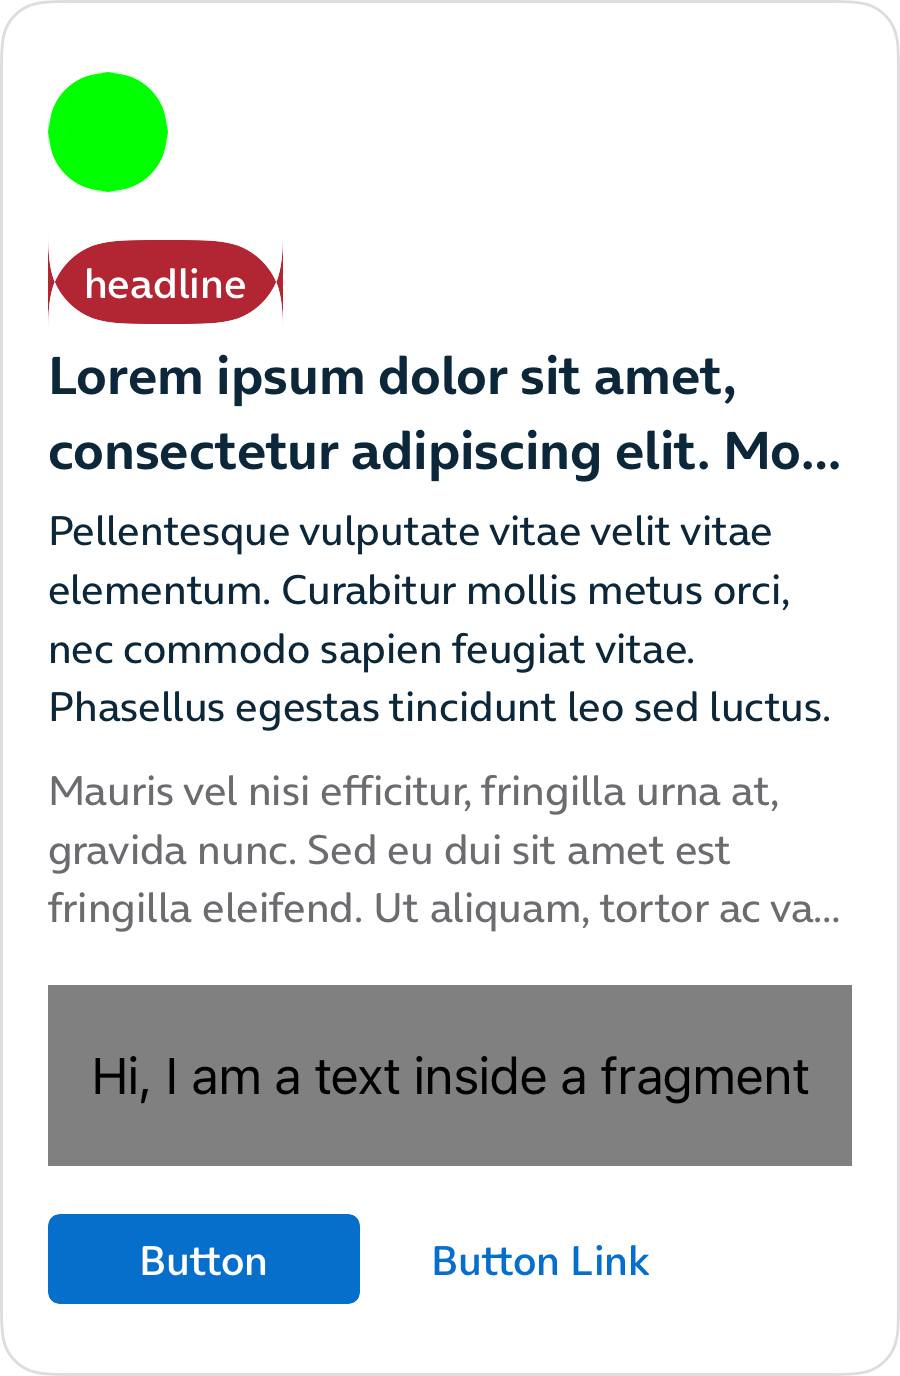 headline
Lorem ipsum dolor sit amet,
consectetur adipiscing elit. Mo...
Pellentesque vulputate vitae velit vitae
elementum. Curabitur mollis metus orci,
nec commodo sapien feugiat vitae.
Phasellus egestas tincidunt leo sed luctus.
Mauris vel nisi efficitur, fringilla urna at,
gravida nunc. Sed eu dui sit amet est
fringilla eleifend. Ut aliquam, tortor ac va...
Hi, I am a text inside a fragment
Button
Button Link